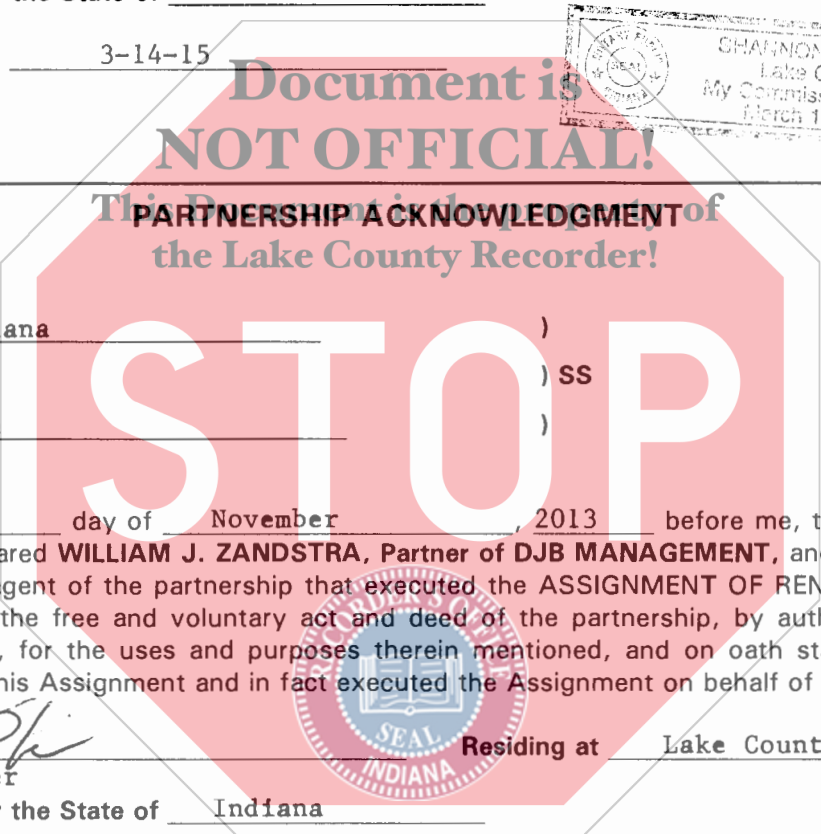 the State of
3-14-15
SHANNON
Lake C
My Commiss
March 1
SEAL
INDIANA
Document is
NOT OFFICIAL!
This Document is the property of
the Lake County Recorder!
PARTNERSHIP ACKNOWLEDGMENT
STOP
iana )
) SS
)
day of November , 2013 before me, t
ared WILLIAM J. ZANDSTRA, Partner of DJB MANAGEMENT, an
gent of the partnership that executed the ASSIGNMENT OF REN
the free and voluntary act and deed of the partnership, by auth
, for the uses and purposes therein mentioned, and on oath st
his Assignment and in fact executed the Assignment on behalf of
RECORDER'S OFFICE
SEAL
INDIANA
Residing at Lake Count
er
the State of Indiana